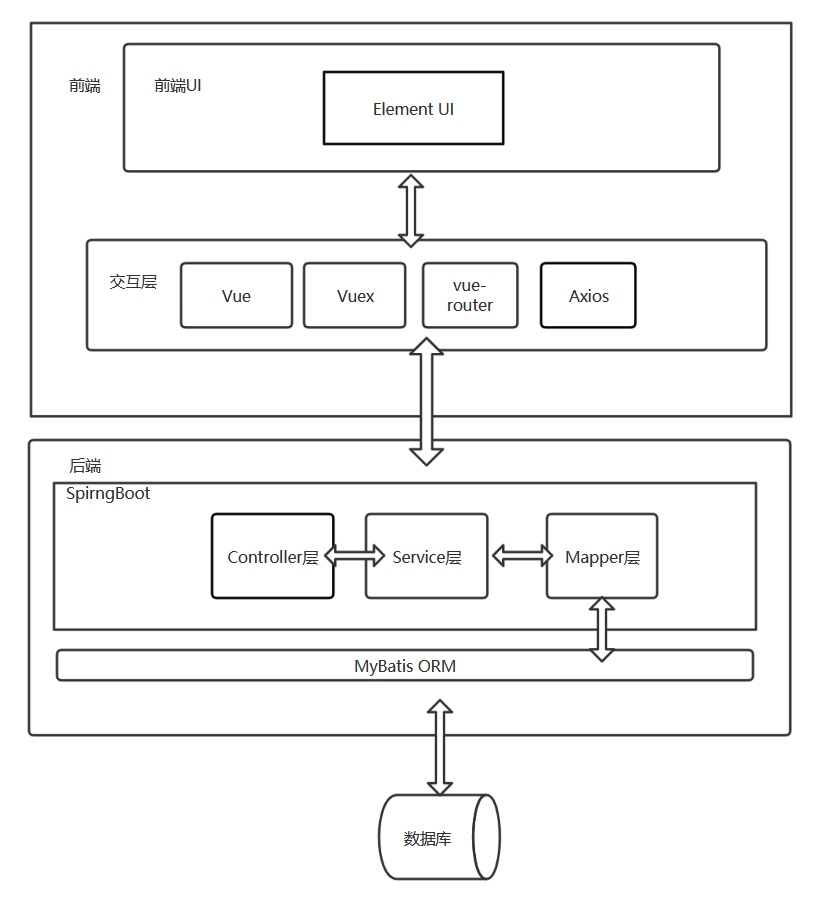 前端
前端UI
Element UI
交互层
Vue
Vuex
vue-
router
Axios
后端
SpirngBoot
Controller层
Service层
Mapper层
MyBatis ORM
数据库